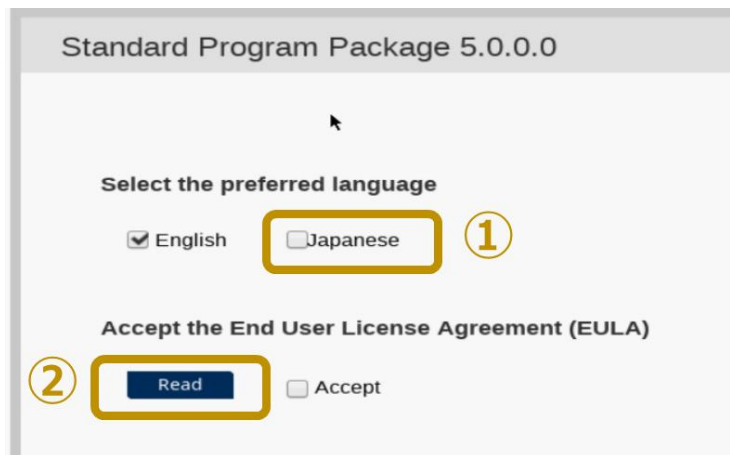 Standard Program Package 5.0.0.0
Select the preferred language
English Japanese ①
Accept the End User License Agreement (EULA)
② Read Accept